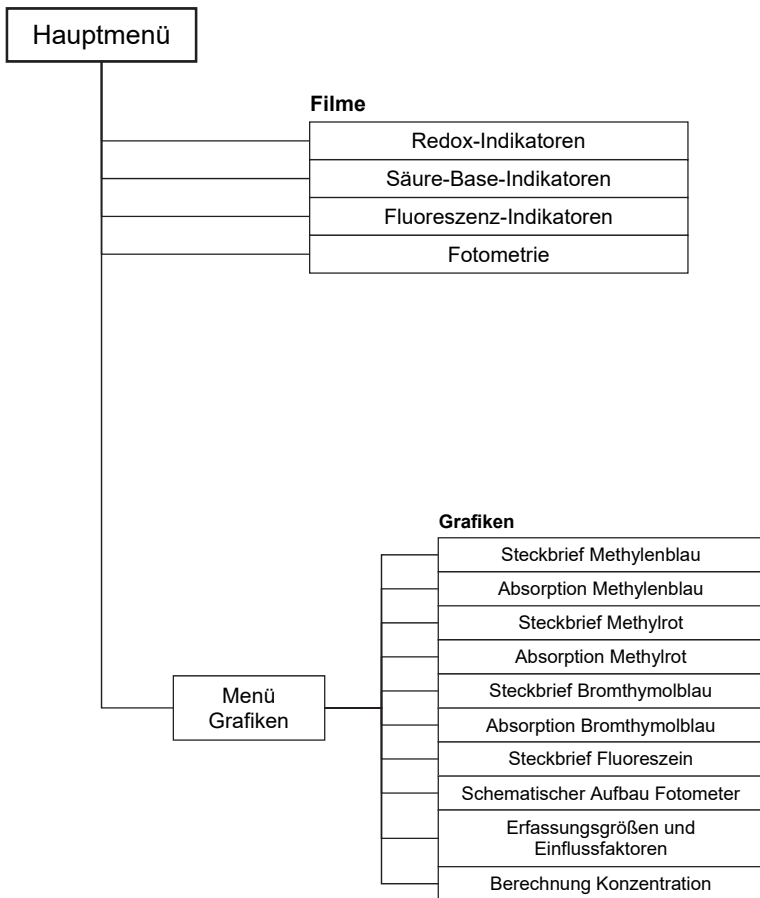 Hauptmenü
Filme
Redox-Indikatoren
Säure-Base-Indikatoren
Fluoreszenz-Indikatoren
Fotometrie
Grafiken
Steckbrief Methylenblau
Absorption Methylenblau
Steckbrief Methylrot
Absorption Methylrot
Menü
Grafiken
Steckbrief Bromthymolblau
Absorption Bromthymolblau
Steckbrief Fluoreszein
Schematischer Aufbau Fotometer
Erfassungsgrößen und
Einflussfaktoren
Berechnung Konzentration